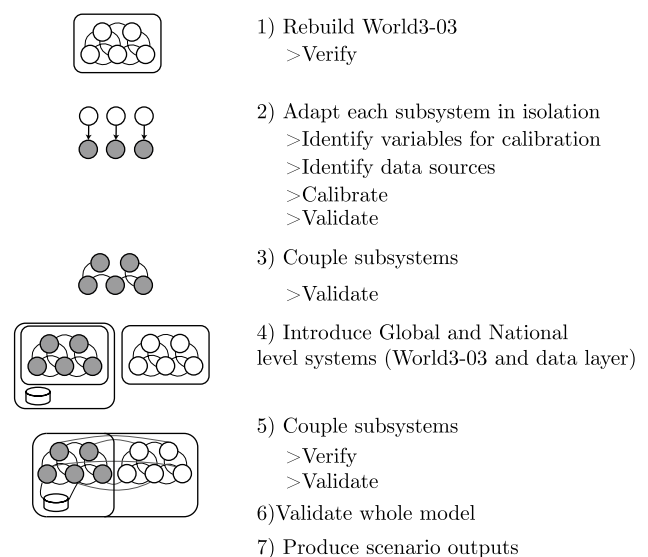 1) Rebuild World3-03
>Verify
2) Adapt each subsystem in isolation
>Identify variables for calibration
>Identify data sources
>Calibrate
>Validate
3) Couple subsystems
>Validate
4) Introduce Global and National
level systems (World3-03 and data layer)
5) Couple subsystems
>Verify
>Validate
6)Validate whole model
7) Produce scenario outputs